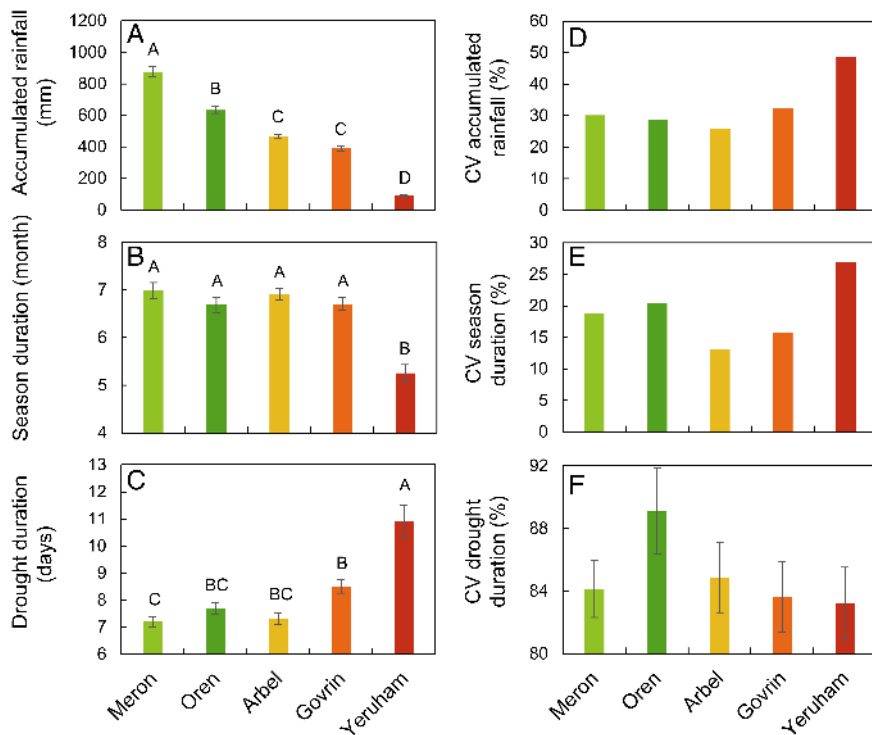 Accumulated rainfall
(mm)
1200
1000
800
600
400
200
0
A
A
B
C
C
D
CV accumulated
rainfall (%)
60
50
40
30
20
10
0
D
Season duration (month)
8
7
6
5
4
B
A
A
A
A
B
CV season
duration (%)
30
25
20
15
10
5
0
E
Drought duration
(days)
13
12
11
10
9
8
7
6
C
C
BC
BC
B
A
CV drought
duration (%)
92
88
84
80
F
Meron
Oren
Arbel
Govrin
Yeruham
Meron
Oren
Arbel
Govrin
Yeruham